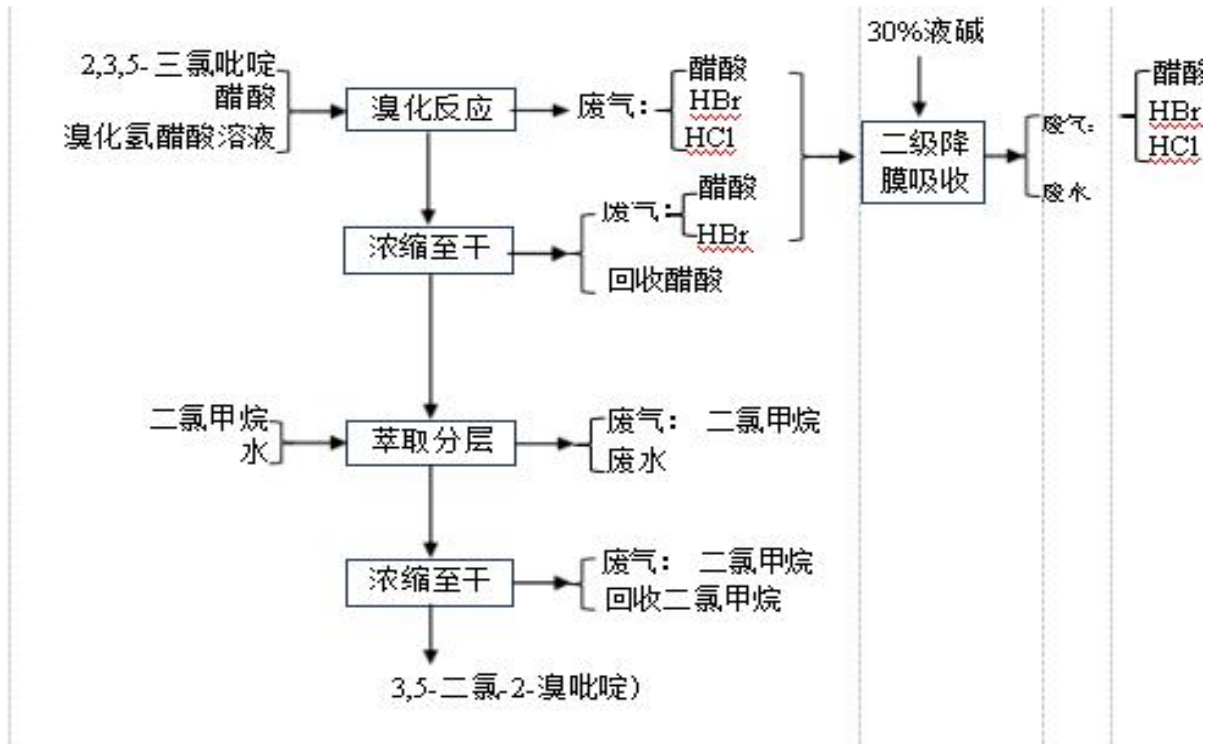 30%液碱
2,3,5-三氯吡啶
醋酸
溴化氢醋酸溶液
溴化反应
废气：
醋酸
HBr
HCl
二级降
膜吸收
废气：
废水
醋酸
HBr
HCl
浓缩至干
废气：
醋酸
HBr
回收醋酸
二氯甲烷
水
萃取分层
废气： 二氯甲烷
废水
浓缩至干
废气： 二氯甲烷
回收二氯甲烷
3,5-二氯-2-溴吡啶）